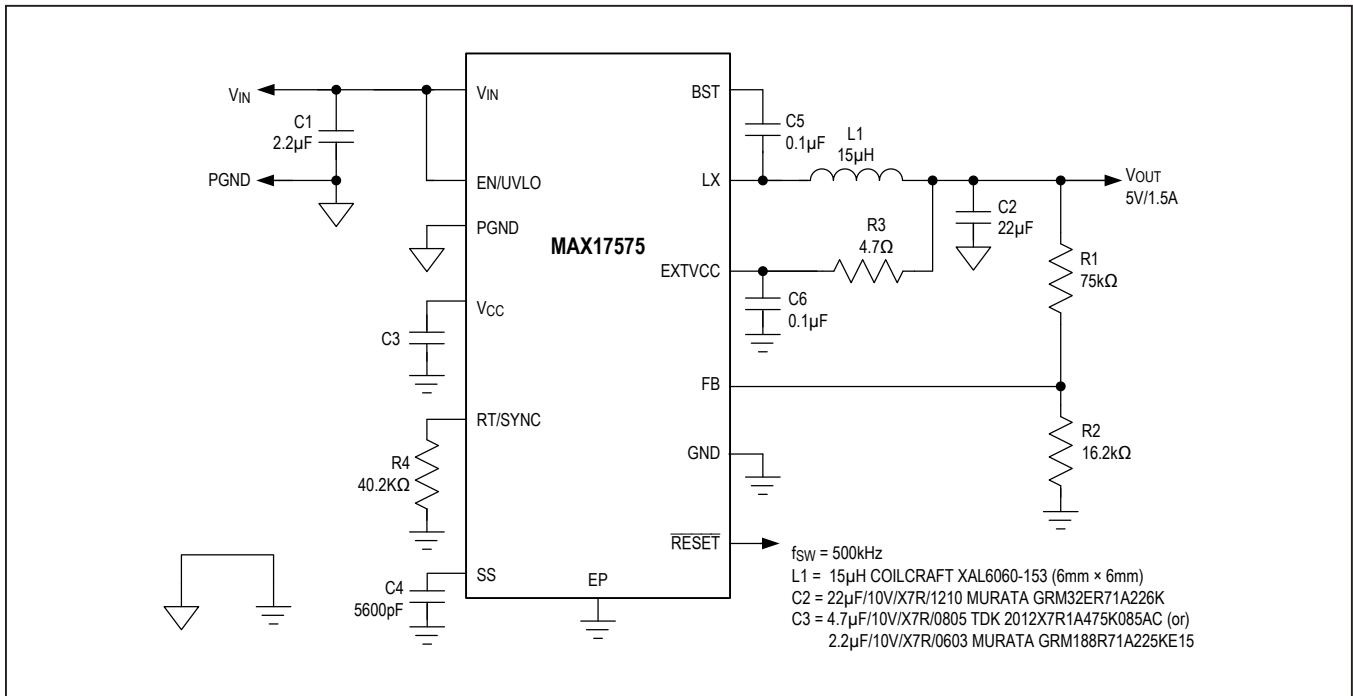 VIN
C1
2.2µF
PGND
VIN
EN/UVLO
PGND
VCC
C3
RT/SYNC
R4
40.2KΩ
SS
C4
5600pF
MAX17575
EP
BST
C5
0.1µF
LX
L1
15µH
VOUT
5V/1.5A
C2
22µF
R3
4.7Ω
EXTVCC
C6
0.1µF
R1
75kΩ
FB
R2
16.2kΩ
GND
RESET
fSW = 500kHz
L1 = 15µH COILCRAFT XAL6060-153 (6mm × 6mm)
C2 = 22µF/10V/X7R/1210 MURATA GRM32ER71A226K
C3 = 4.7µF/10V/X7R/0805 TDK 2012X7R1A475K085AC (or)
2.2µF/10V/X7R/0603 MURATA GRM188R71A225KE15